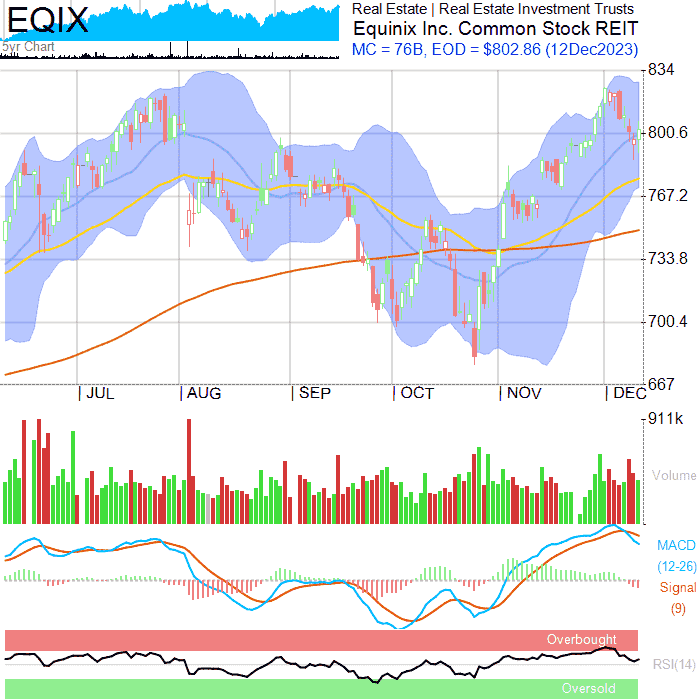 EQIX
5yr Chart
Real Estate | Real Estate Investment Trusts
Equinix Inc. Common Stock REIT
MC = 76B, EOD = $802.86 (12Dec2023)
834
800.6
767.2
733.8
700.4
667
JUL AUG SEP OCT NOV DEC
911k
Volume
MACD
(12-26)
Signal
(9)
Overbought
RSI(14)
Oversold